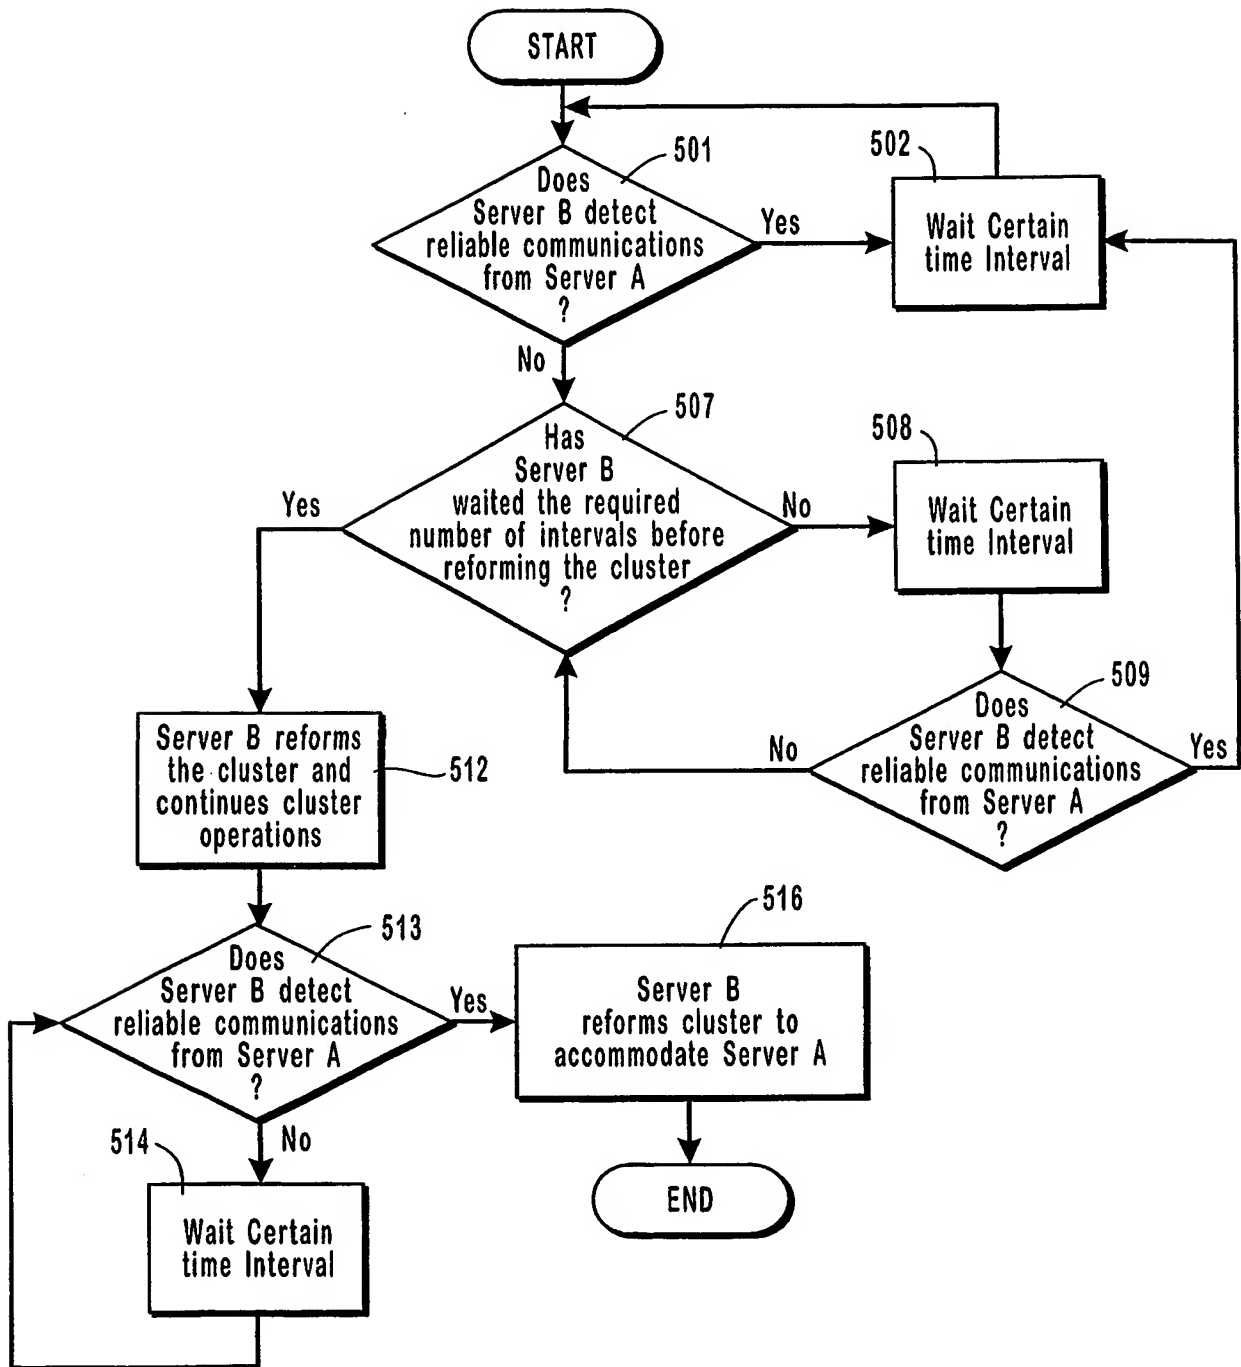 START
501
Does
Server B detect
reliable communications
from Server A
?
Yes
502
Wait Certain
time Interval
No
507
Has
Server B
waited the required
number of intervals before
reforming the cluster
?
Yes
No
508
Wait Certain
time Interval
509
Does
Server B detect
reliable communications
from Server A
?
No
Yes
Server B reforms
the cluster and
continues cluster
operations
512
513
Does
Server B detect
reliable communications
from Server A
?
Yes
516
Server B
reforms cluster to
accommodate Server A
No
514
Wait Certain
time Interval
END